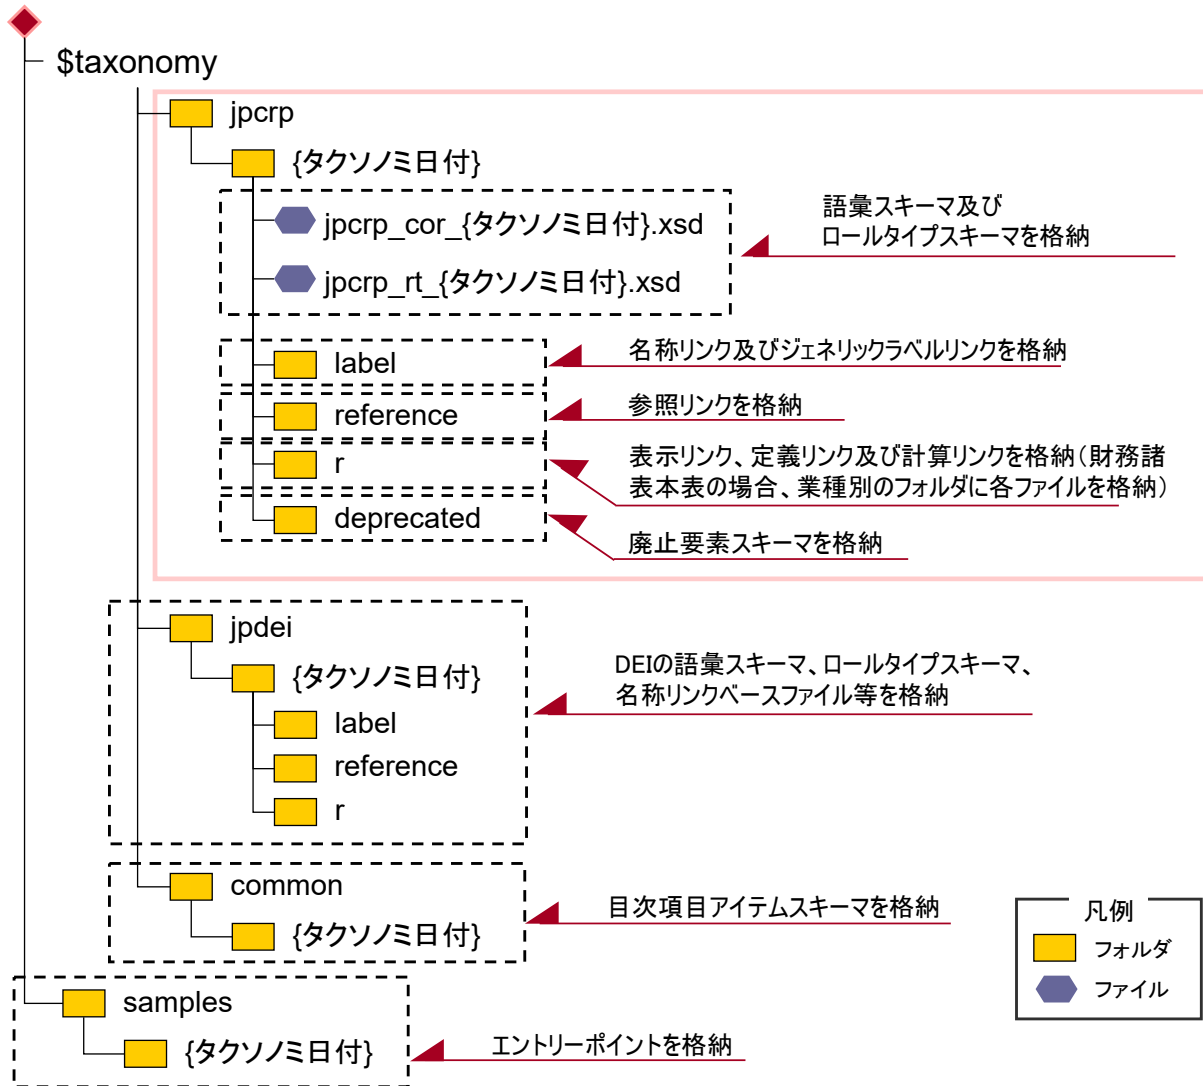 $taxonomy
jpcrp
{タクソノミ日付}
jpcrp_cor_{タクソノミ日付}.xsd
jpcrp_rt_{タクソノミ日付}.xsd
語彙スキーマ及び
ロールタイプスキーマを格納
label
名称リンク及びジェネリックラベルリンクを格納
reference
参照リンクを格納
r
表示リンク、定義リンク及び計算リンクを格納（財務諸
表本表の場合、業種別のフォルダに各ファイルを格納）
deprecated
廃止要素スキーマを格納
jpdei
{タクソノミ日付}
label
reference
r
DEIの語彙スキーマ、ロールタイプスキーマ、
名称リンクベースファイル等を格納
common
{タクソノミ日付}
目次項目アイテムスキーマを格納
samples
{タクソノミ日付}
エントリーポイントを格納
凡例
フォルダ
ファイル